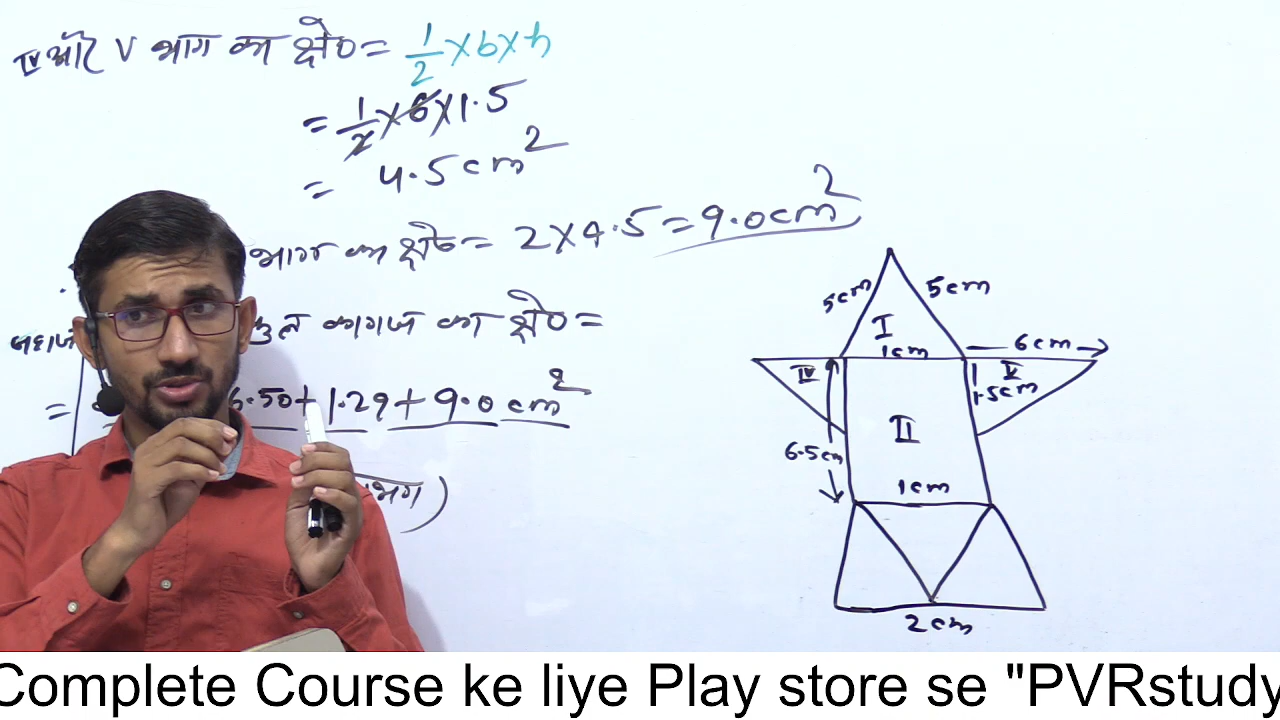 IV और V भाग का क्षे० = 1/2 × b × h
= 1/2 × 6 × 1.5
= 4.5 cm²
भाग का क्षे० = 2 × 4.5 = 9.0 cm²
कुल कागज का क्षे० =
= 6.50 + 1.29 + 9.0 cm²
)
5cm
5cm
I
1cm
6cm
IV
V
1.5cm
II
6.5cm
1cm
2cm
Complete Course ke liye Play store se "PVRstudy